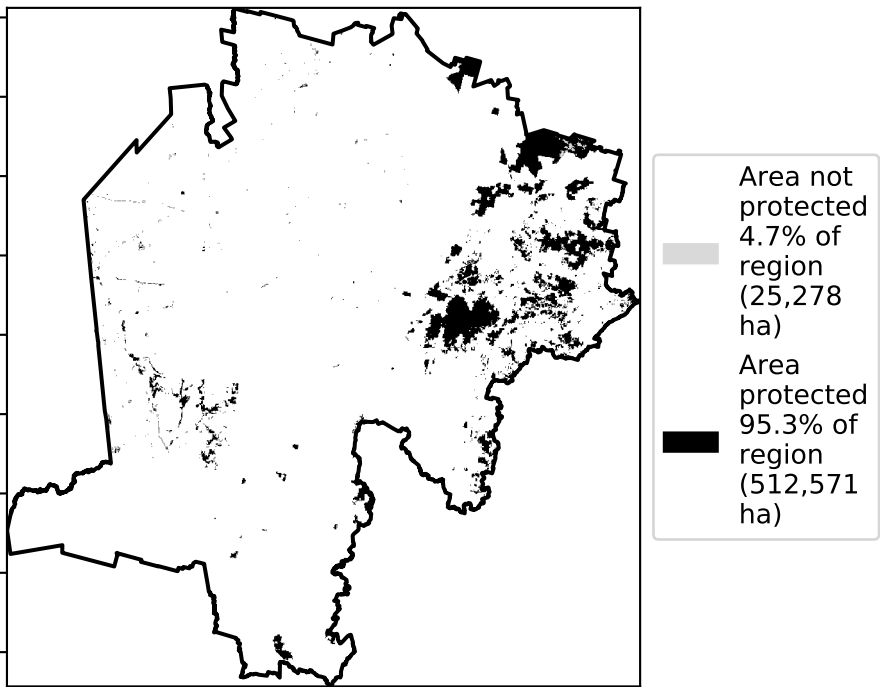 Area not
protected
4.7% of
region
(25,278
ha)
Area
protected
95.3% of
region
(512,571
ha)